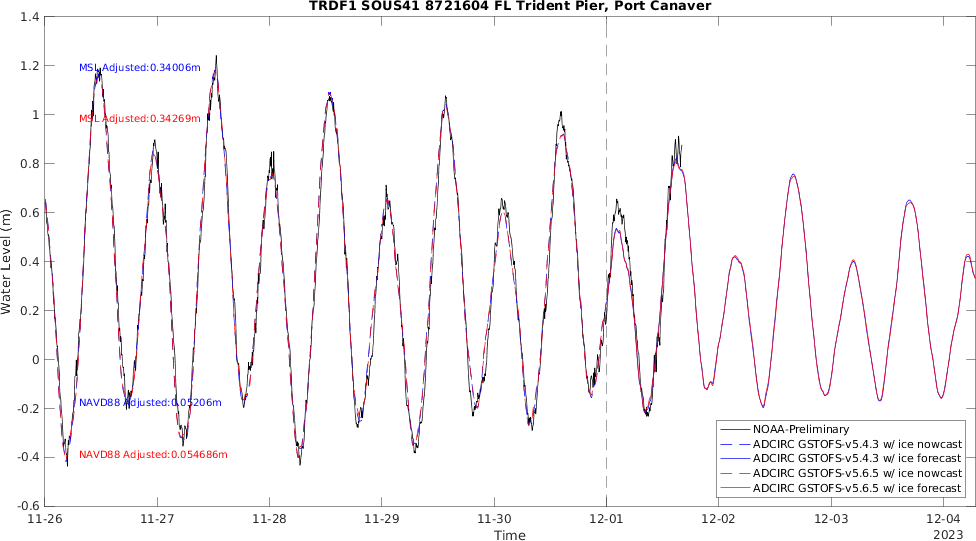 TRDF1 SOUS41 8721604 FL Trident Pier, Port Canaver
1.4
1.2
1
0.8
0.6
0.4
0.2
0
-0.2
-0.4
-0.6
Water Level (m)
MSL Adjusted:0.34006m
MSL Adjusted:0.34269m
NAVD88 Adjusted:0.05206m
NAVD88 Adjusted:0.054686m
NOAA-Preliminary
ADCIRC GSTOFS-v5.4.3 w/ ice nowcast
ADCIRC GSTOFS-v5.4.3 w/ ice forecast
ADCIRC GSTOFS-v5.6.5 w/ ice nowcast
ADCIRC GSTOFS-v5.6.5 w/ ice forecast
11-26 11-27 11-28 11-29 11-30 12-01 12-02 12-03 12-04
Time
2023